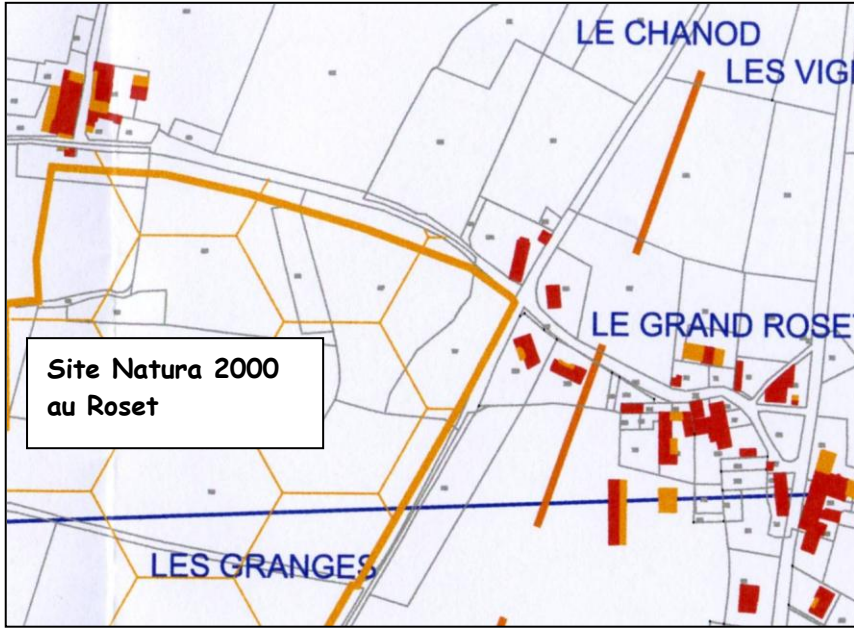 LE CHANOD
LES VIG
LE GRAND ROSET
Site Natura 2000
au Roset
LES GRANGES